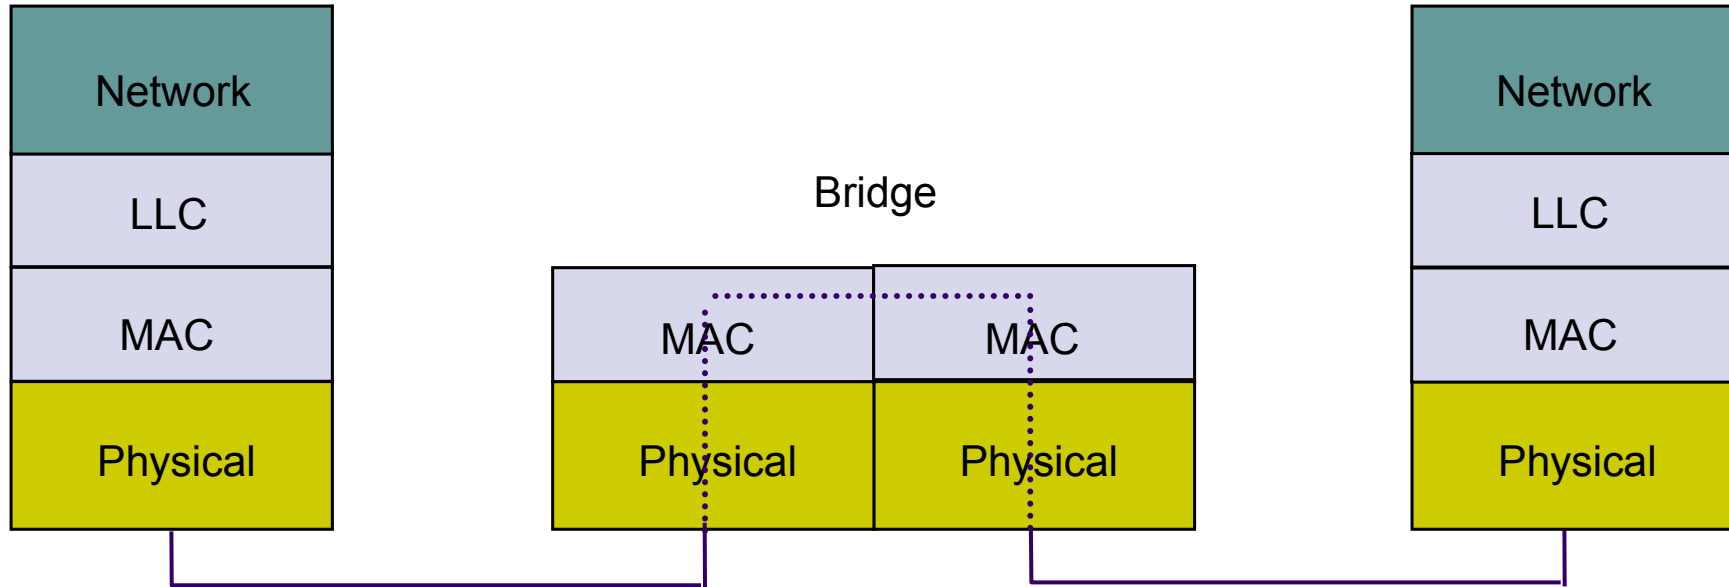 Network
LLC
MAC
Physical
Bridge
MAC
MAC
Physical
Physical
Network
LLC
MAC
Physical